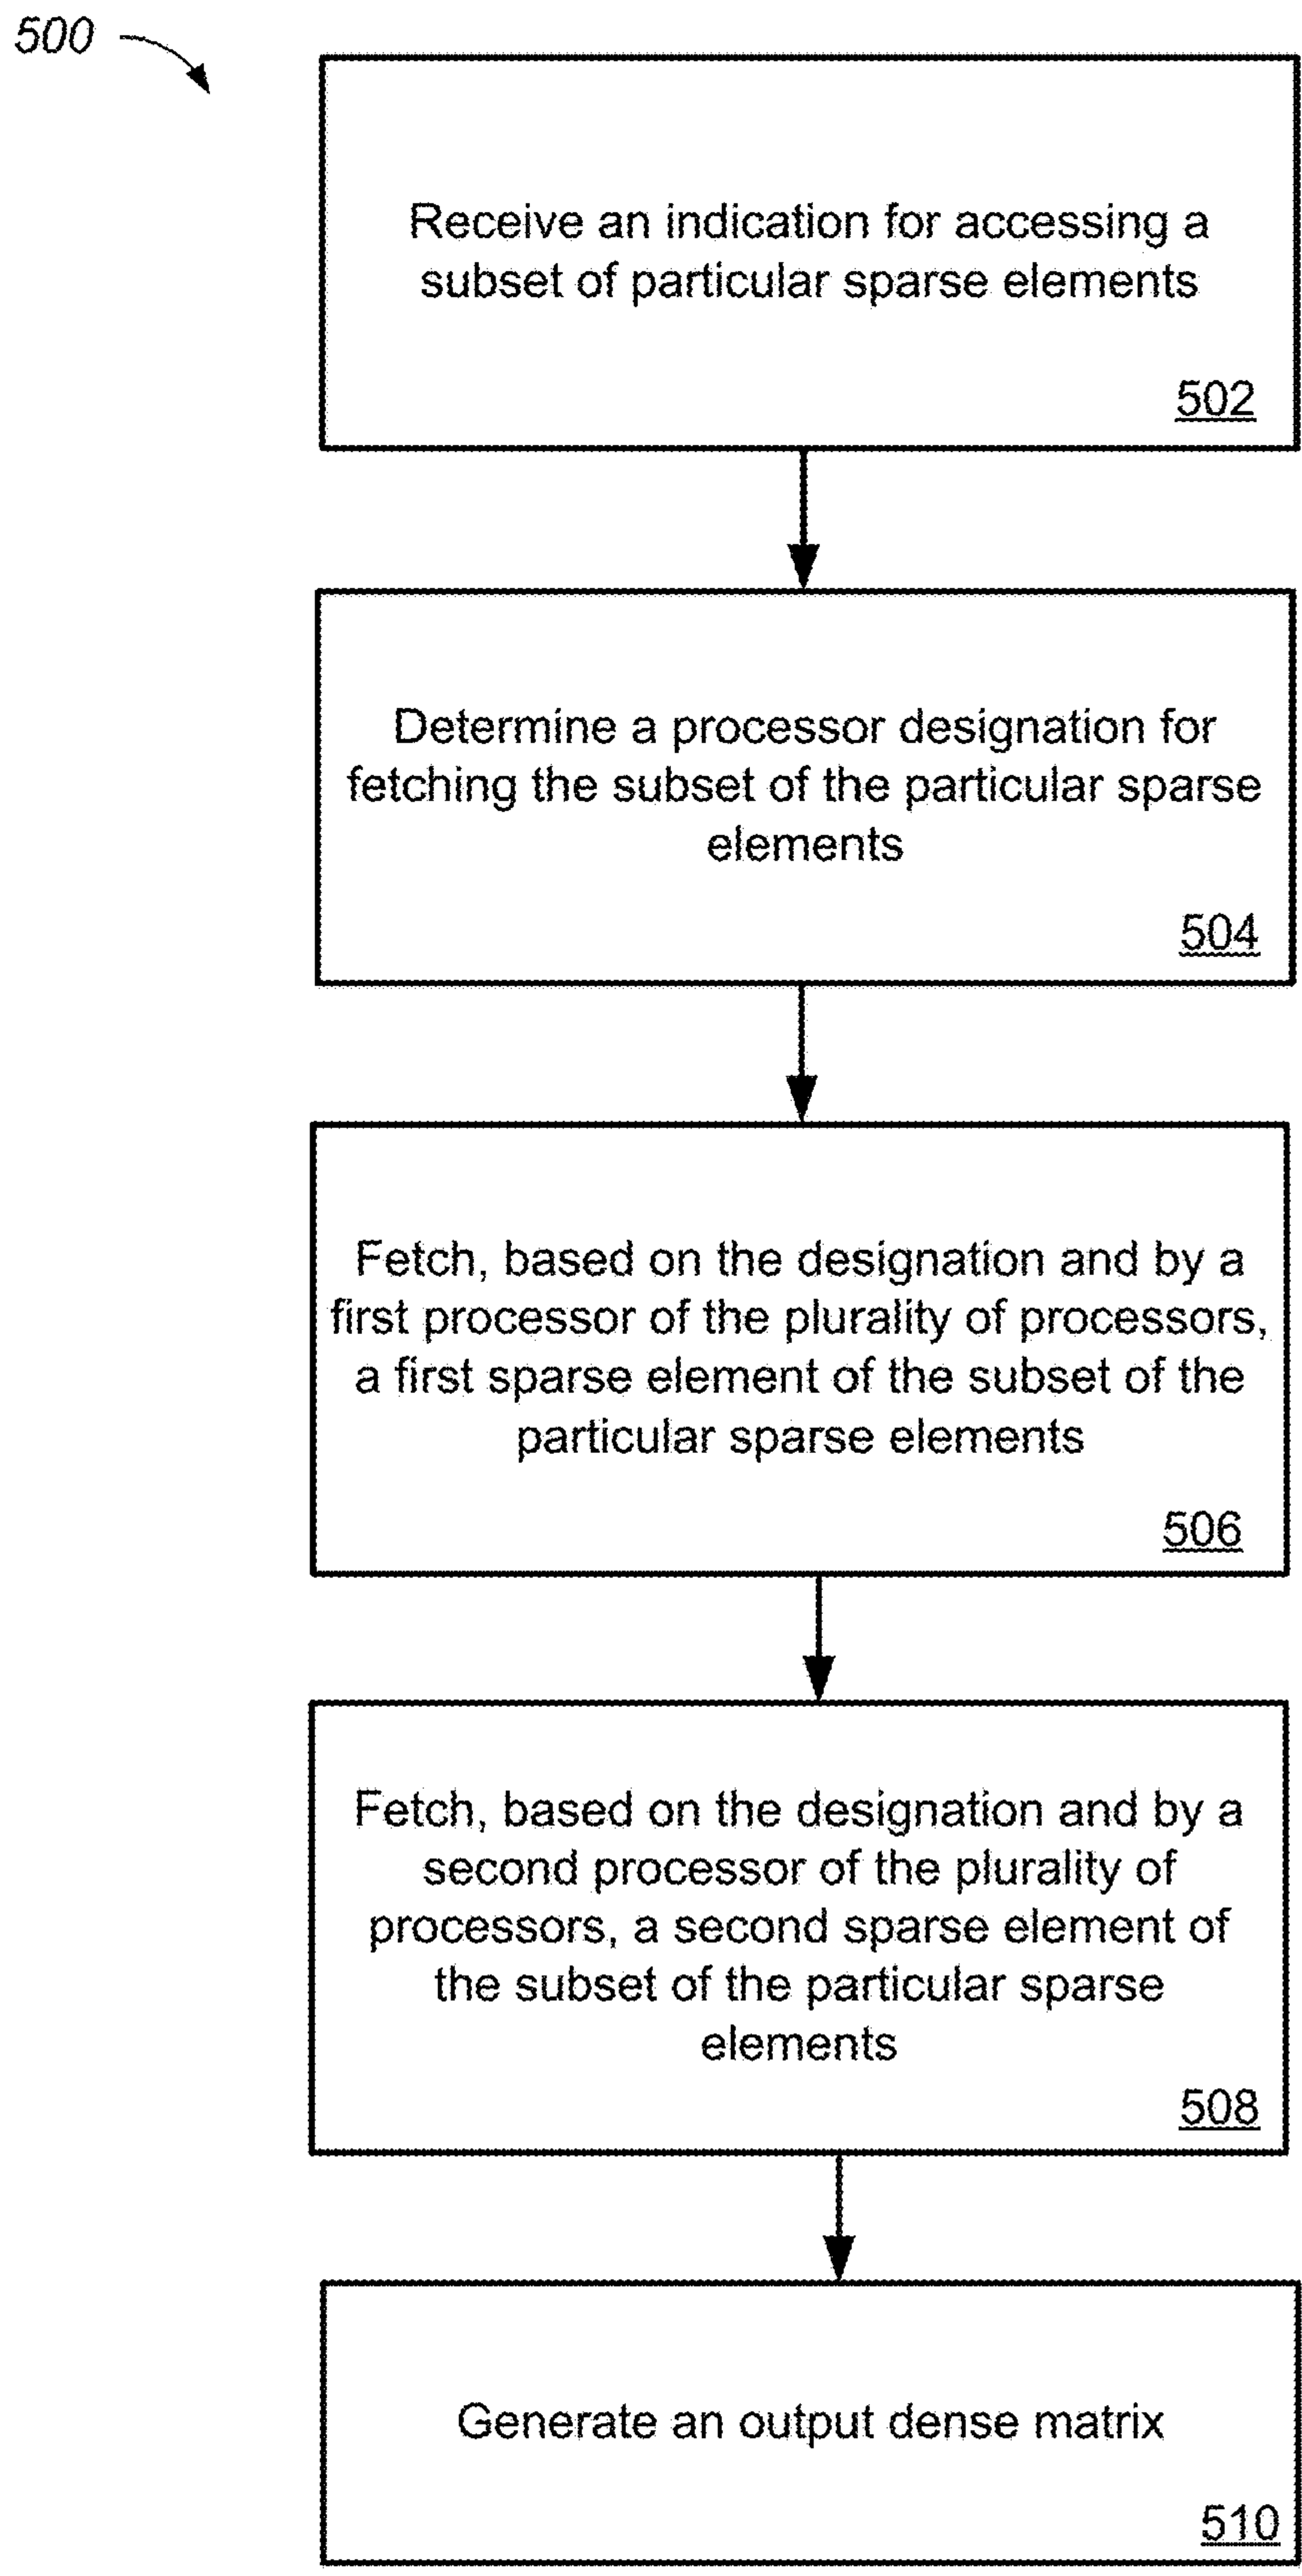 500
Receive an indication for accessing a
subset of particular sparse elements
502
Determine a processor designation for
fetching the subset of the particular sparse
elements
504
Fetch, based on the designation and by a
first processor of the plurality of processors,
a first sparse element of the subset of the
particular sparse elements
506
Fetch, based on the designation and by a
second processor of the plurality of
processors, a second sparse element of
the subset of the particular sparse
elements
508
Generate an output dense matrix
510